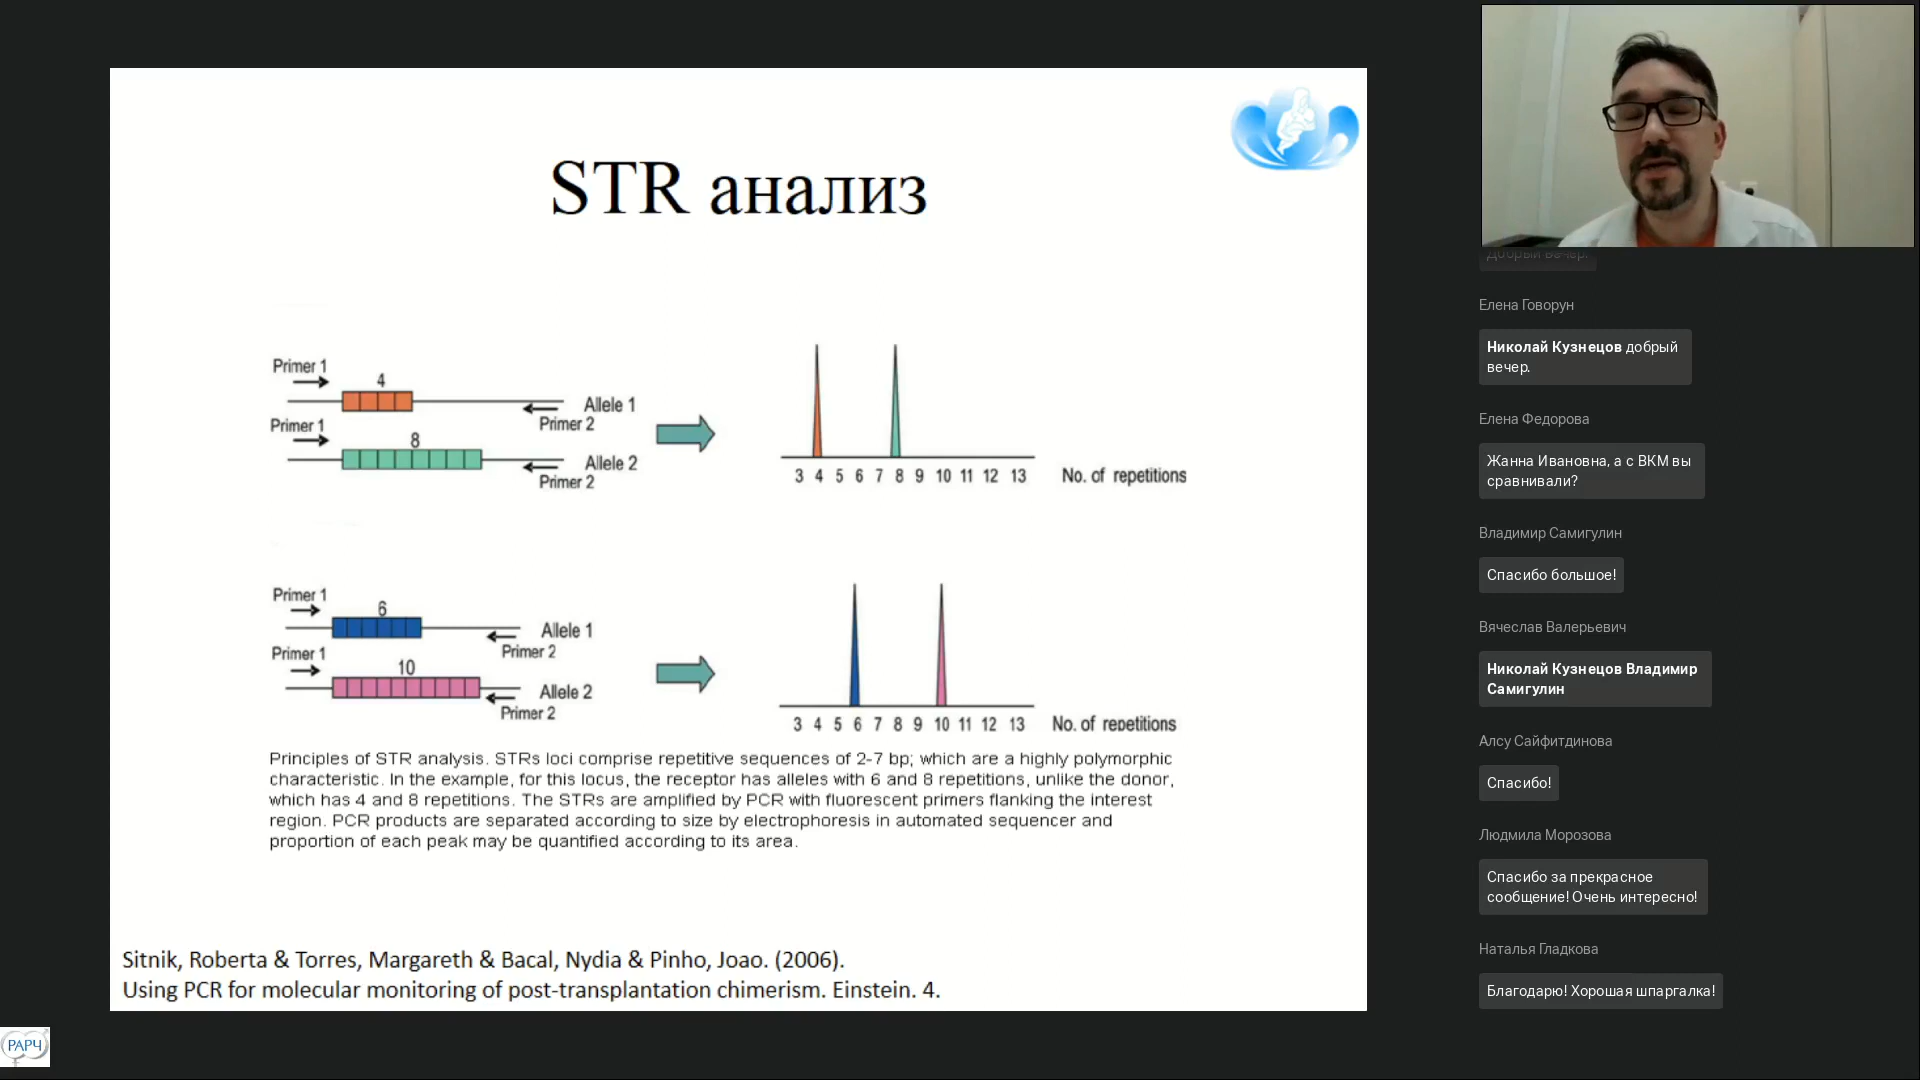 STR анализ
Primer 1
4
Allele 1
Primer 2
Primer 1
8
Allele 2
Primer 2
3 4 5 6 7 8 9 10 11 12 13
No. of repetitions
Primer 1
6
Allele 1
Primer 2
Primer 1
10
Allele 2
Primer 2
3 4 5 6 7 8 9 10 11 12 13
No. of repetitions
Principles of STR analysis. STRs loci comprise repetitive sequences of 2-7 bp; which are a highly polymorphic
characteristic. In the example, for this locus, the receptor has alleles with 6 and 8 repetitions, unlike the donor,
which has 4 and 8 repetitions. The STRs are amplified by PCR with fluorescent primers flanking the interest
region. PCR products are separated according to size by electrophoresis in automated sequencer and
proportion of each peak may be quantified according to its area.
Sitnik, Roberta & Torres, Margareth & Bacal, Nydia & Pinho, Joao. (2006).
Using PCR for molecular monitoring of post-transplantation chimerism. Einstein. 4.
РАРЧ
Добрый вечер.
Елена Говорун
Николай Кузнецов добрый
вечер.
Елена Федорова
Жанна Ивановна, а с ВКМ вы
сравнивали?
Владимир Самигулин
Спасибо большое!
Вячеслав Валерьевич
Николай Кузнецов Владимир
Самигулин
Алсу Сайфитдинова
Спасибо!
Людмила Морозова
Спасибо за прекрасное
сообщение! Очень интересно!
Наталья Гладкова
Благодарю! Хорошая шпаргалка!